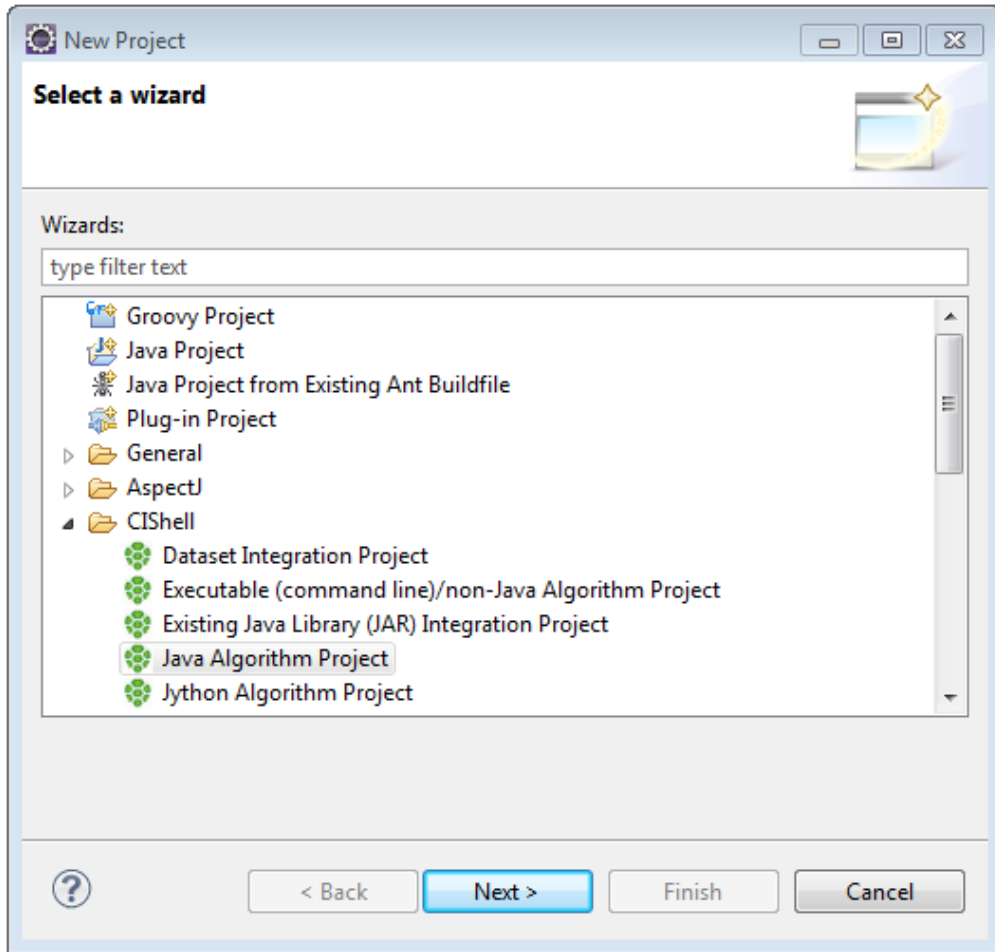 New Project
Select a wizard
Wizards:
type filter text
Groovy Project
Java Project
Java Project from Existing Ant Buildfile
Plug-in Project
General
AspectJ
CIShell
Dataset Integration Project
Executable (command line)/non-Java Algorithm Project
Existing Java Library (JAR) Integration Project
Java Algorithm Project
Jython Algorithm Project
< Back Next > Finish Cancel